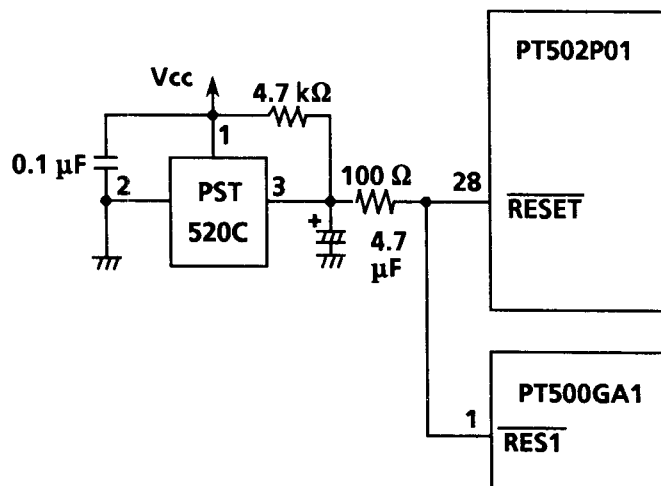 PT502P01
Vcc
4.7 kΩ
1
0.1 µF
2
PST
520C
3
100 Ω
28
RESET
+
4.7
µF
PT500GA1
1
RES1